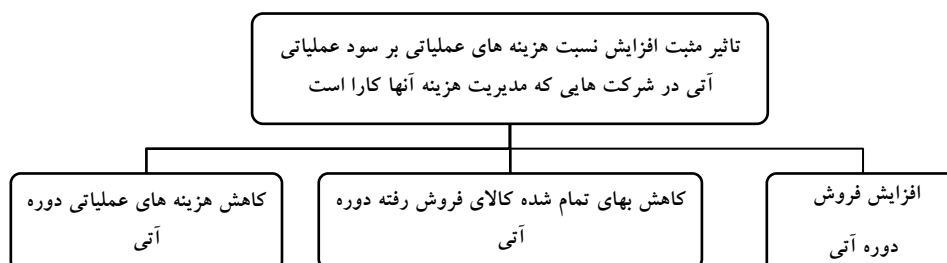 تاثیر مثبت افزایش نسبت هزینه های عملیاتی بر سود عملیاتی
آتی در شرکت هایی که مدیریت هزینه آنها کارا است
افزایش فروش
دوره آتی
کاهش بهای تمام شده کالای فروش رفته دوره
آتی
کاهش هزینه های عملیاتی دوره
آتی